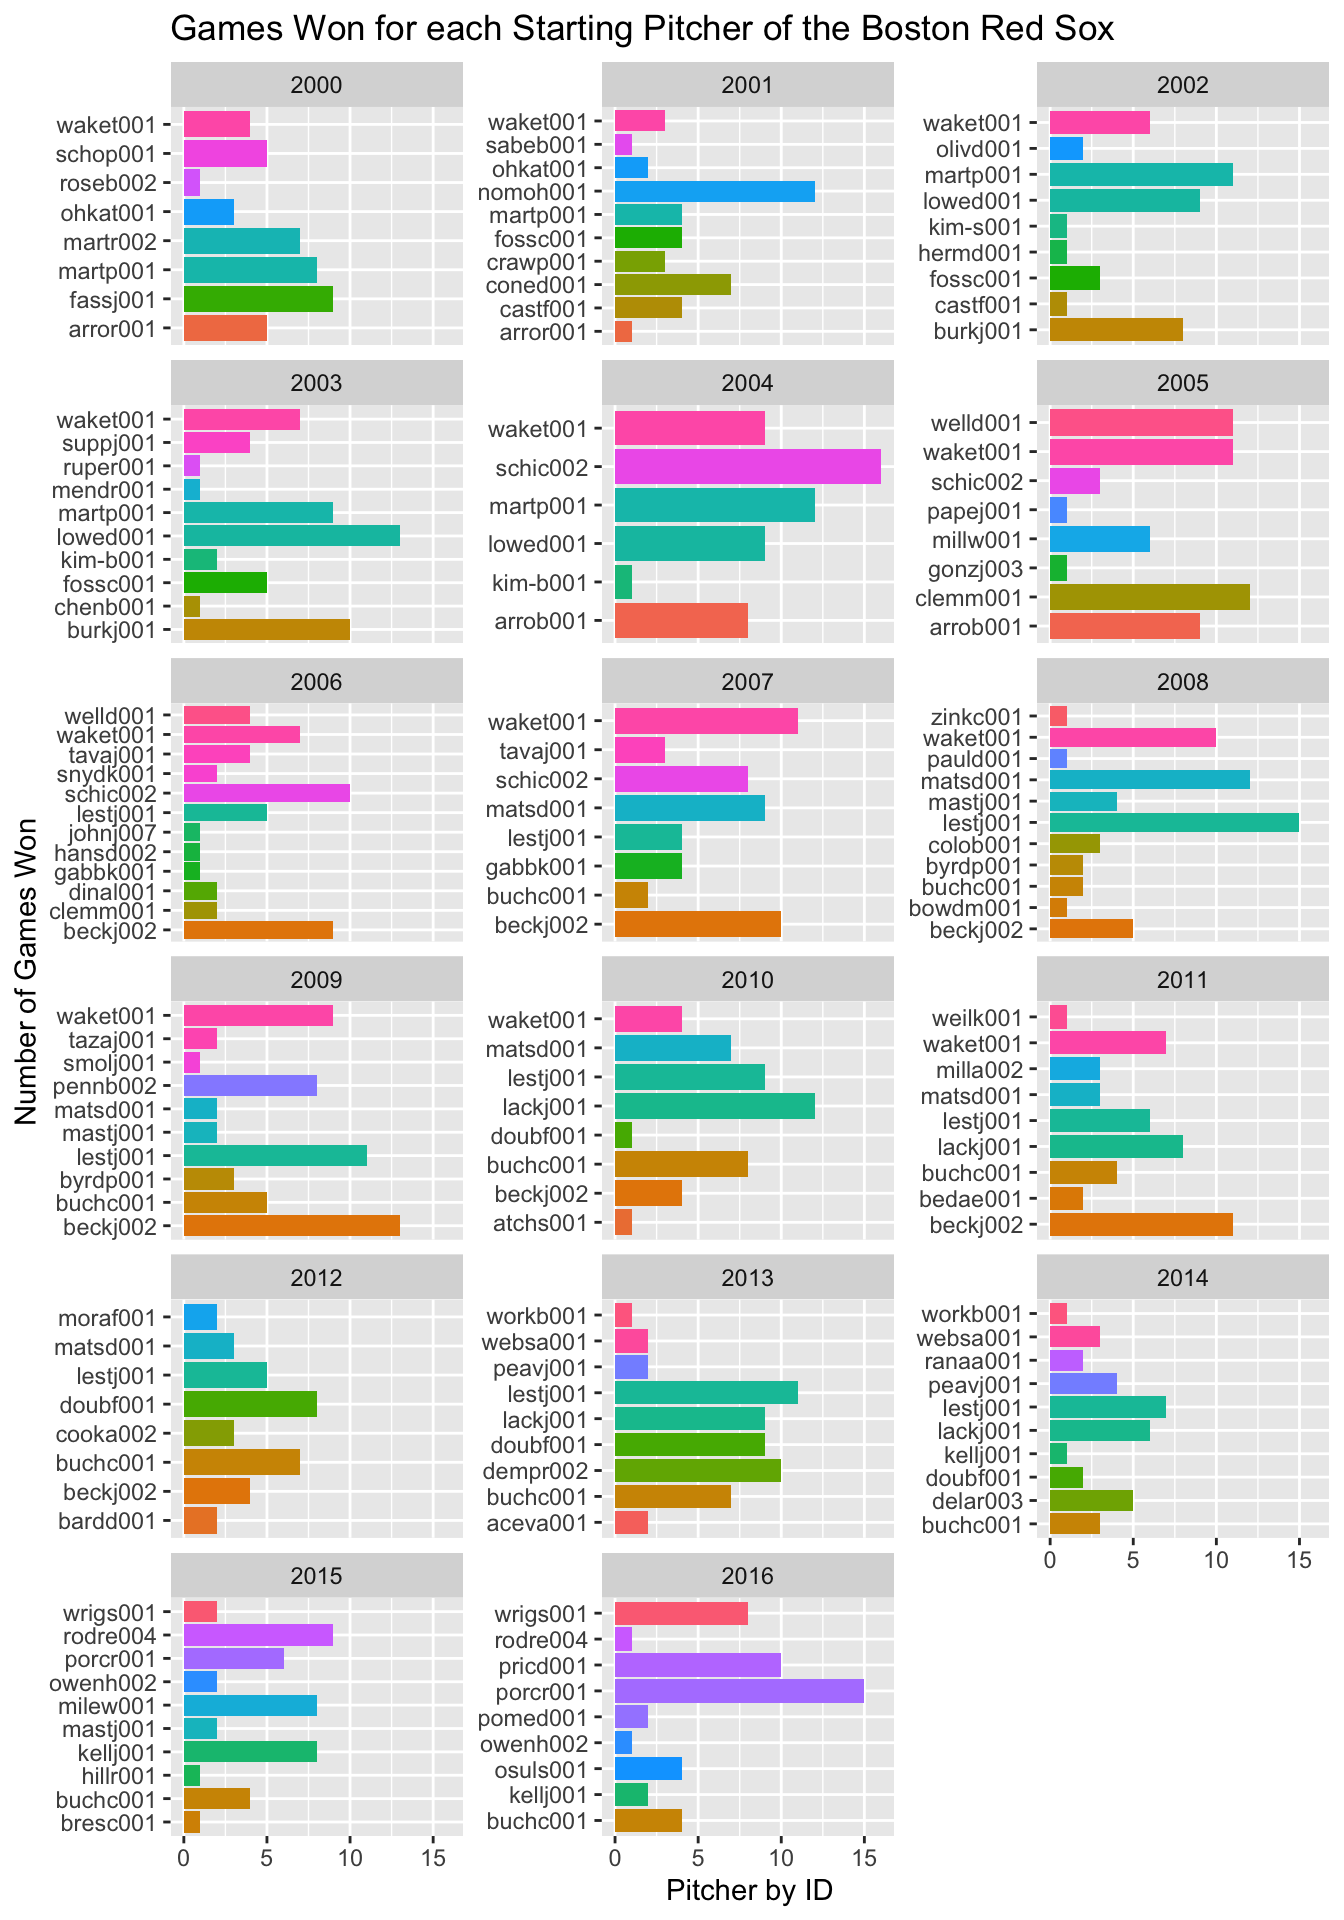 Games Won for each Starting Pitcher of the Boston Red Sox
2000
waket001
schop001
roseb002
ohkat001
martr002
martp001
fassj001
arror001
2001
waket001
sabeb001
ohkat001
nomoh001
martp001
fossc001
crawp001
coned001
castf001
arror001
2002
waket001
olivd001
martp001
lowed001
kim-s001
hermd001
fossc001
castf001
burkj001
2003
waket001
suppj001
ruper001
mendr001
martp001
lowed001
kim-b001
fossc001
chenb001
burkj001
2004
waket001
schic002
martp001
lowed001
kim-b001
arrob001
2005
welld001
waket001
schic002
papej001
millw001
gonzj003
clemm001
arrob001
2006
welld001
waket001
tavaj001
snydk001
schic002
lestj001
johnj007
hansd002
gabbk001
dinal001
clemm001
beckj002
2007
waket001
tavaj001
schic002
matsd001
lestj001
gabbk001
buchc001
beckj002
2008
zinkc001
waket001
pauld001
matsd001
mastj001
lestj001
colob001
byrdp001
buchc001
bowdm001
beckj002
2009
waket001
tazaj001
smolj001
pennb002
matsd001
mastj001
lestj001
byrdp001
buchc001
beckj002
2010
waket001
matsd001
lestj001
lackj001
doubf001
buchc001
beckj002
atchs001
2011
weilk001
waket001
milla002
matsd001
lestj001
lackj001
buchc001
bedae001
beckj002
2012
moraf001
matsd001
lestj001
doubf001
cooka002
buchc001
beckj002
bardd001
2013
workb001
websa001
peavj001
lestj001
lackj001
doubf001
dempr002
buchc001
aceva001
2014
workb001
websa001
ranaa001
peavj001
lestj001
lackj001
kellj001
doubf001
delar003
buchc001
0 5 10 15
2015
wrigs001
rodre004
porcr001
owenh002
milew001
mastj001
kellj001
hillr001
buchc001
bresc001
0 5 10 15
2016
wrigs001
rodre004
pricd001
porcr001
pomed001
owenh002
osuls001
kellj001
buchc001
0 5 10 15
Number of Games Won
Pitcher by ID